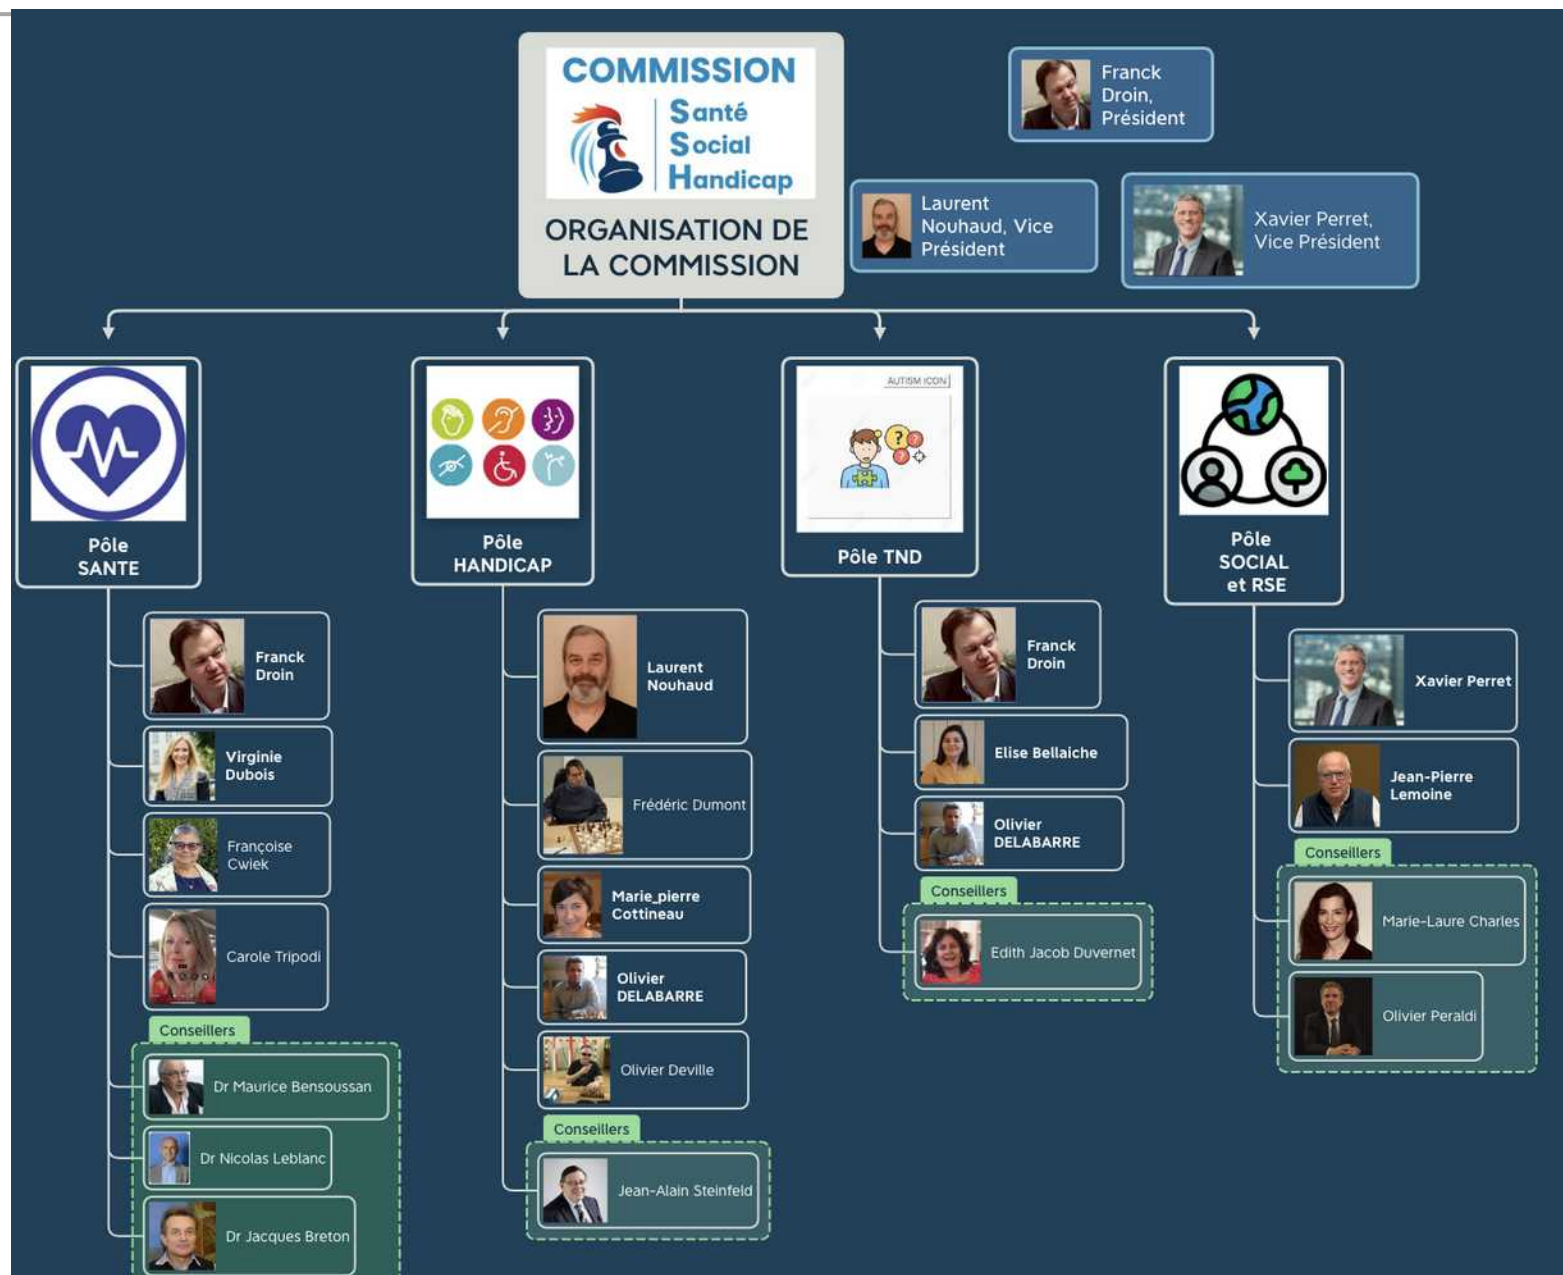 COMMISSION
Santé
Social
Handicap
ORGANISATION DE
LA COMMISSION
Franck
Droin,
Président
Laurent
Nouhaud, Vice
Président
Xavier Perret,
Vice Président
Pôle
SANTE
Franck
Droin
Virginie
Dubois
Françoise
Cwiek
Carole Tripodi
Conseillers
Dr Maurice Bensoussan
Dr Nicolas Leblanc
Dr Jacques Breton
Pôle
HANDICAP
Laurent
Nouhaud
Frédéric Dumont
Marie_pierre
Cottineau
Olivier
DELABARRE
Olivier Deville
Conseillers
Jean-Alain Steinfeld
AUTISM ICON
? ? ?
Pôle TND
Franck
Droin
Elise Bellaiche
Olivier
DELABARRE
Conseillers
Edith Jacob Duvernet
Pôle
SOCIAL
et RSE
Xavier Perret
Jean-Pierre
Lemoine
Conseillers
Marie-Laure Charles
Olivier Peraldi